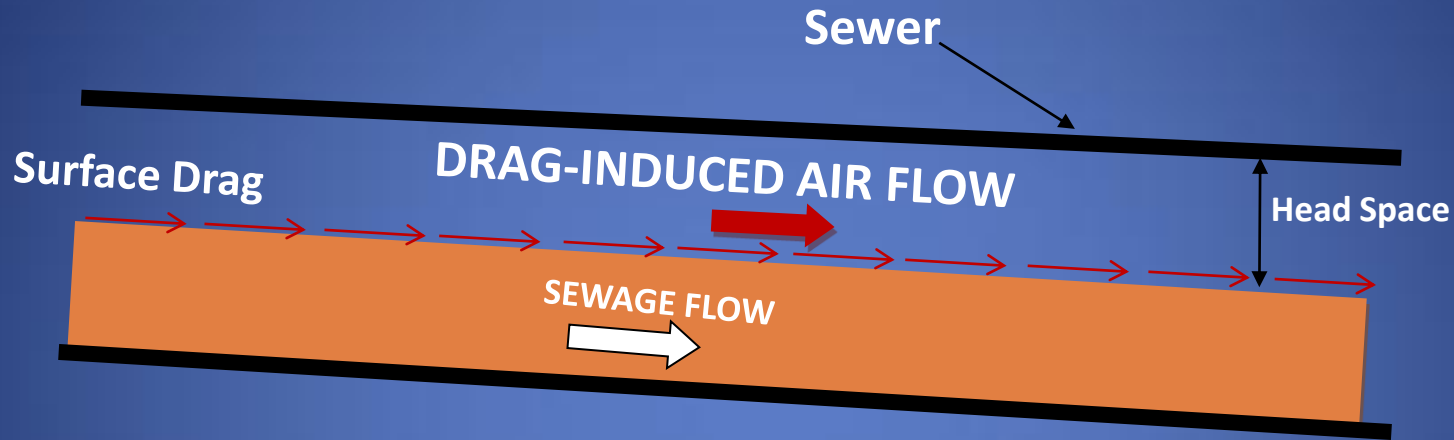 Sewer
Surface Drag
DRAG-INDUCED AIR FLOW
Head Space
SEWAGE FLOW